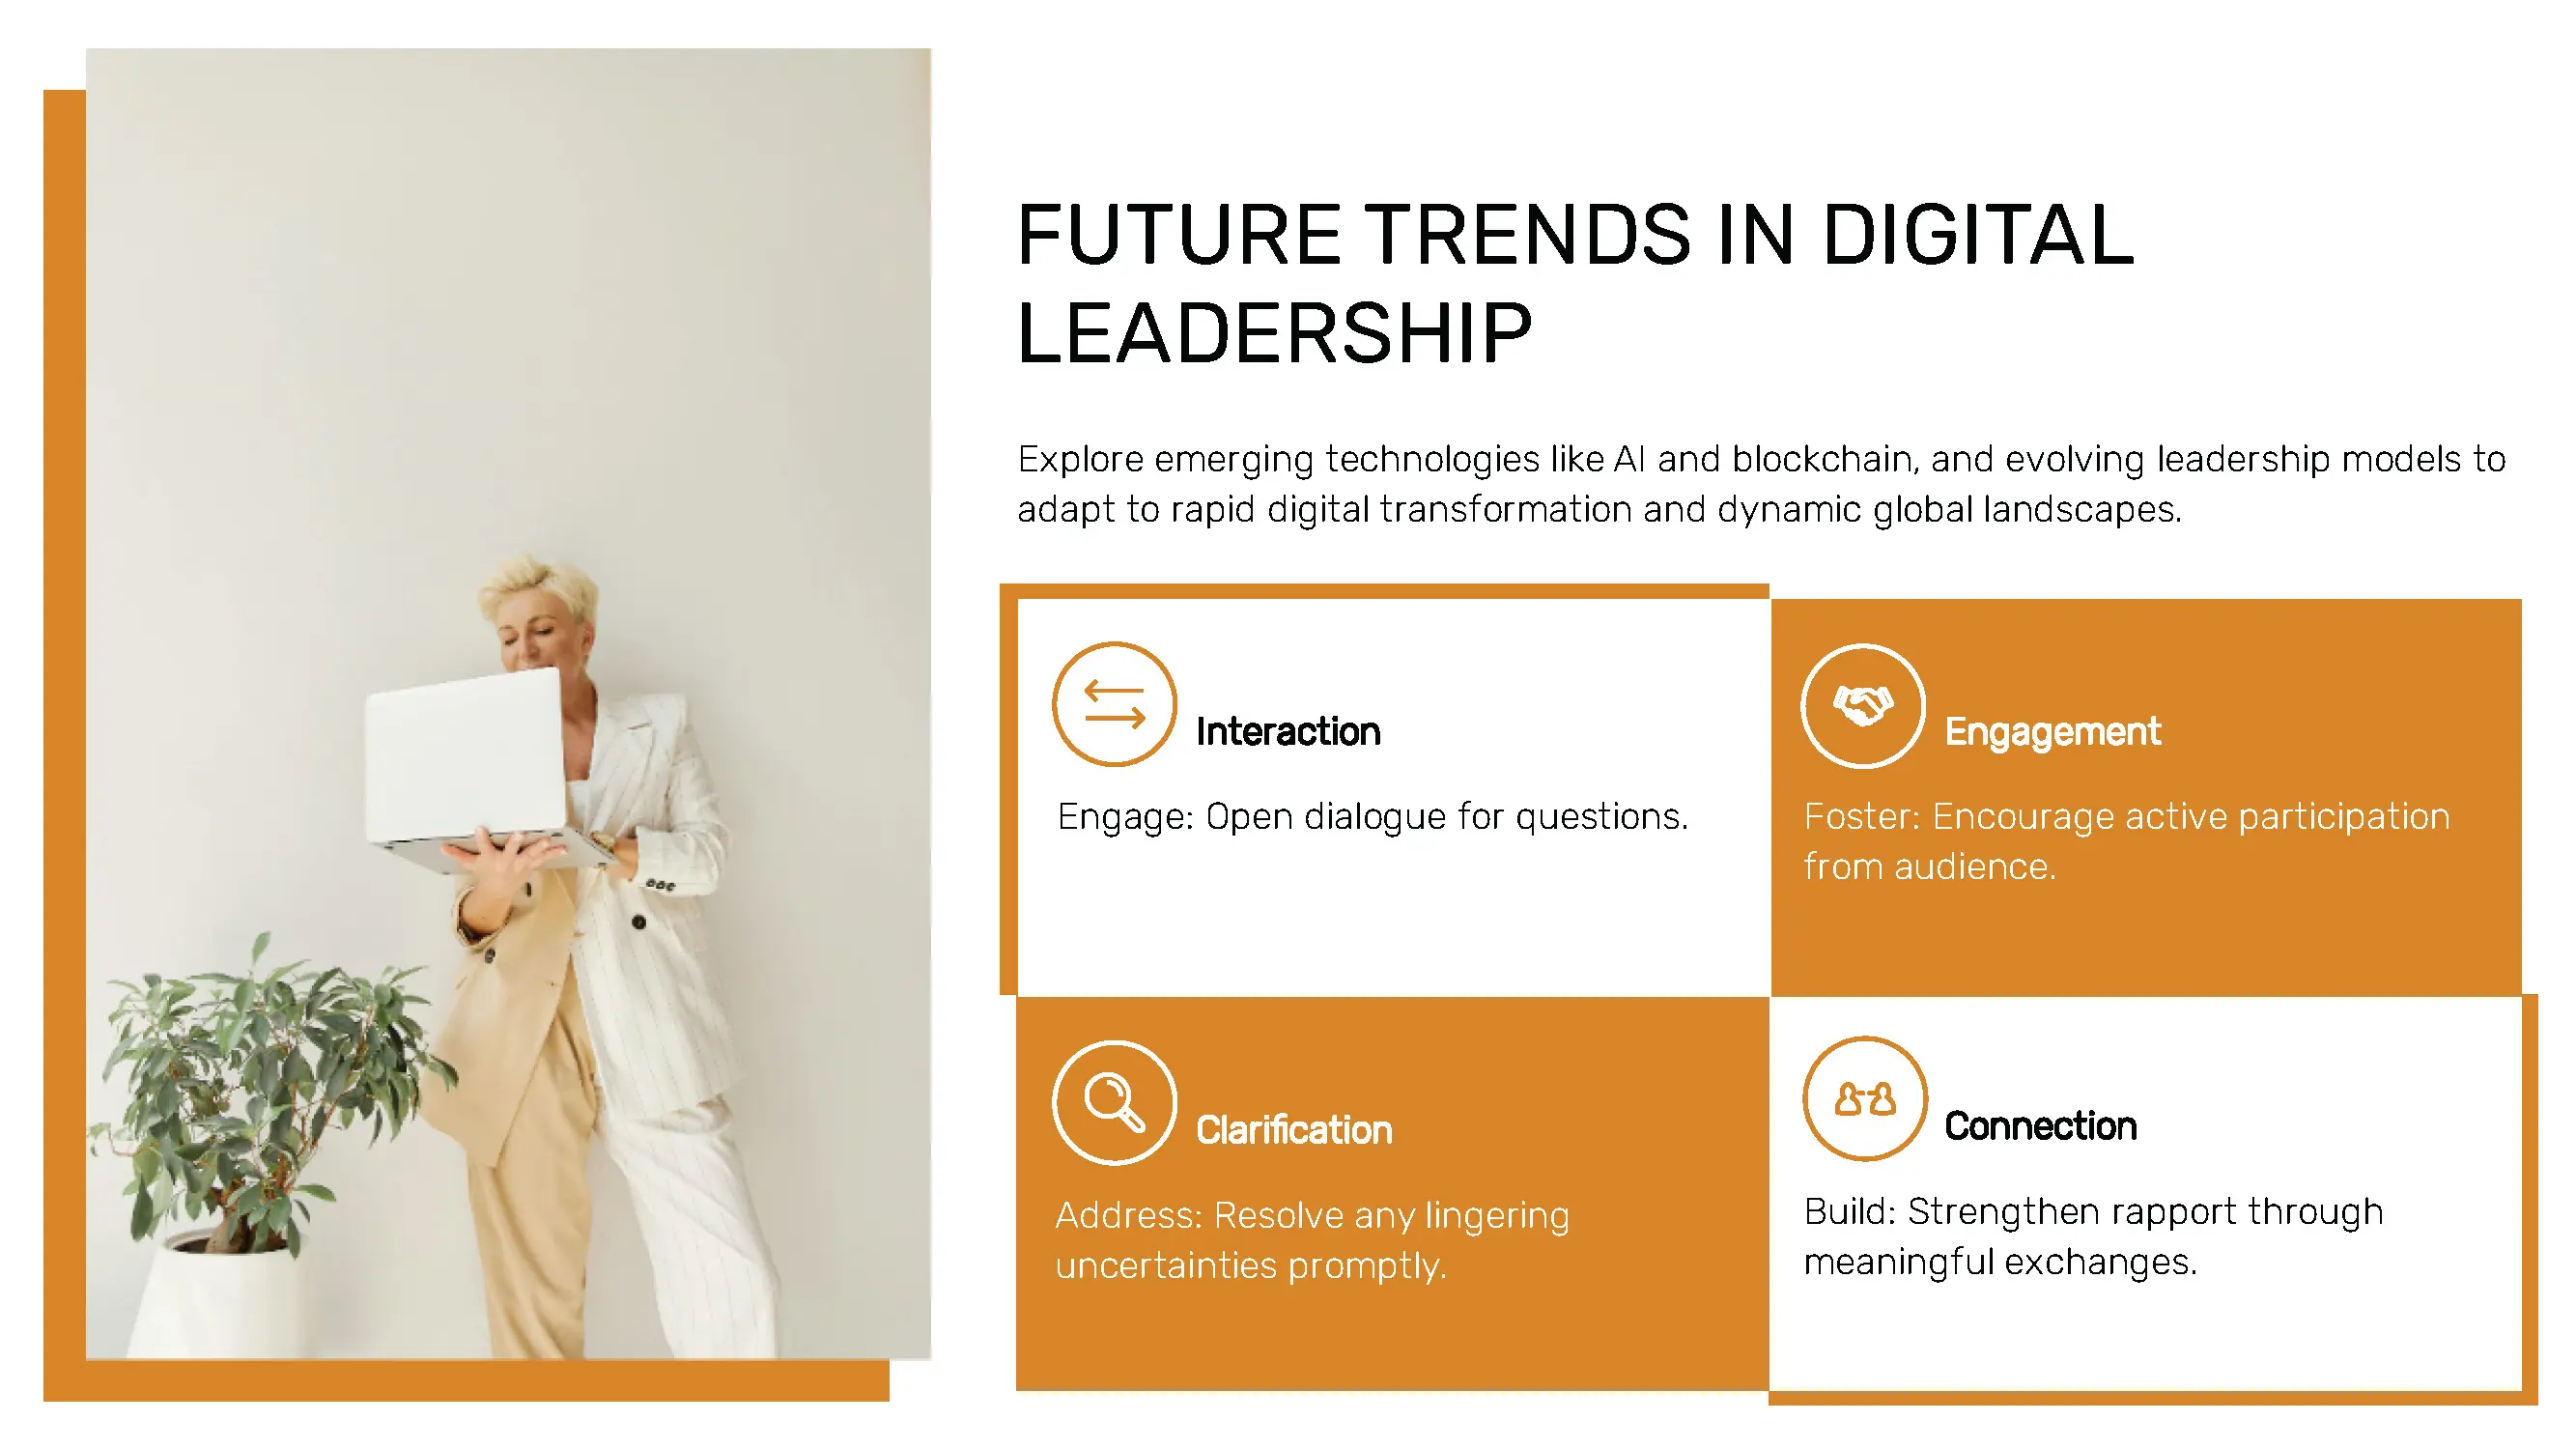 FUTURE TRENDS IN DIGITAL
LEADERSHIP
Explore emerging technologies like AI and blockchain, and evolving leadership models to
adapt to rapid digital transformation and dynamic global landscapes.
Interaction
Engage: Open dialogue for questions.
Engagement
Foster: Encourage active participation
from audience.
Clarification
Address: Resolve any lingering
uncertainties promptly.
Connection
Build: Strengthen rapport through
meaningful exchanges.